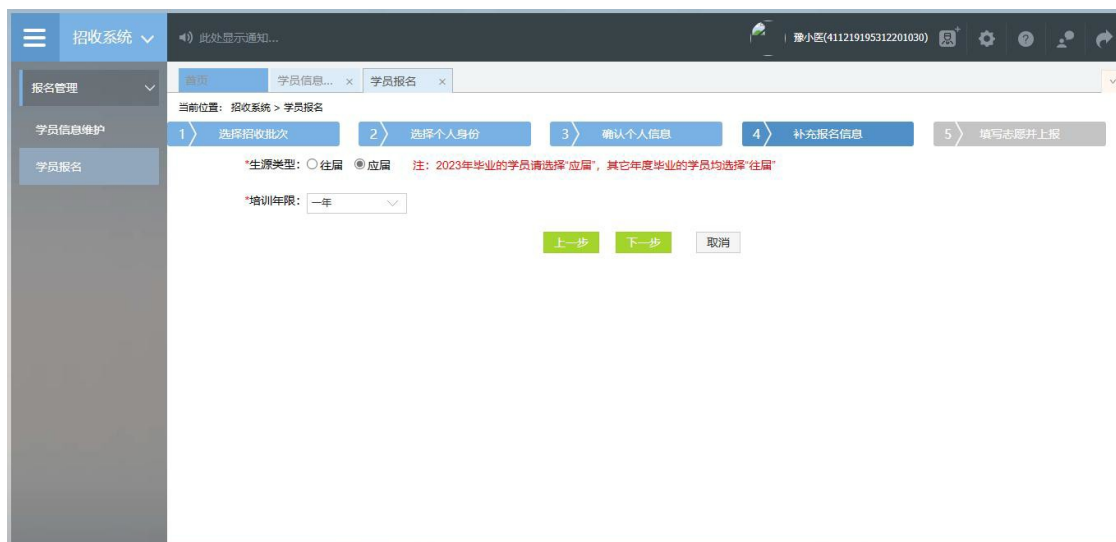 招收系统
此处显示通知...
豫小医(411219195312201030)
报名管理
学员信息维护
学员报名
首页
学员信息... ×
学员报名 ×
当前位置： 招收系统 > 学员报名
1 选择招收批次
2 选择个人身份
3 确认个人信息
4 补充报名信息
5 填写志愿并上报
*生源类型： 往届 应届 注：2023年毕业的学员请选择“应届”，其它年度毕业的学员均选择“往届”
*培训年限： 一年
上一步 下一步 取消